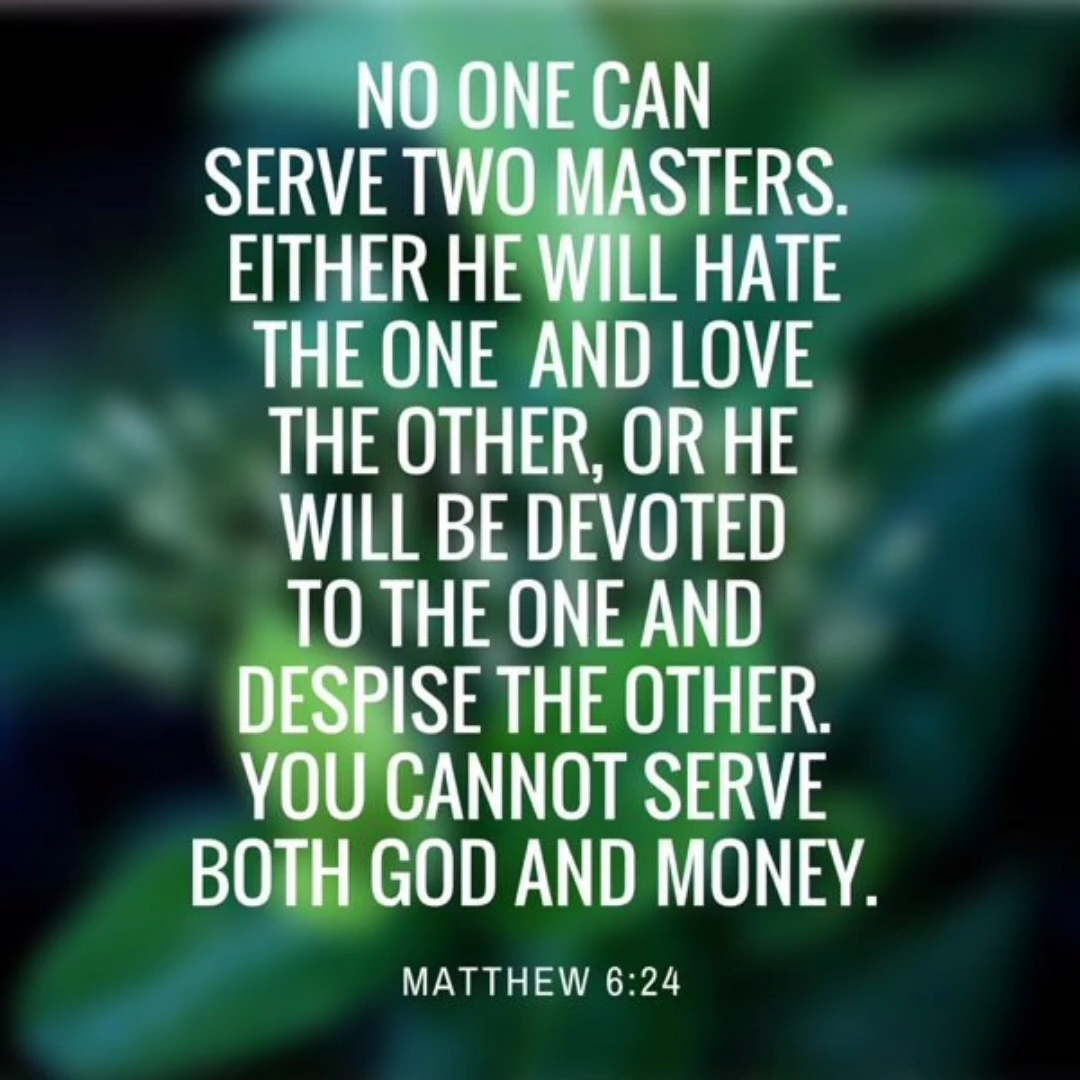 NO ONE CAN
SERVE TWO MASTERS.
EITHER HE WILL HATE
THE ONE AND LOVE
THE OTHER, OR HE
WILL BE DEVOTED
TO THE ONE AND
DESPISE THE OTHER.
YOU CANNOT SERVE
BOTH GOD AND MONEY.
MATTHEW 6:24